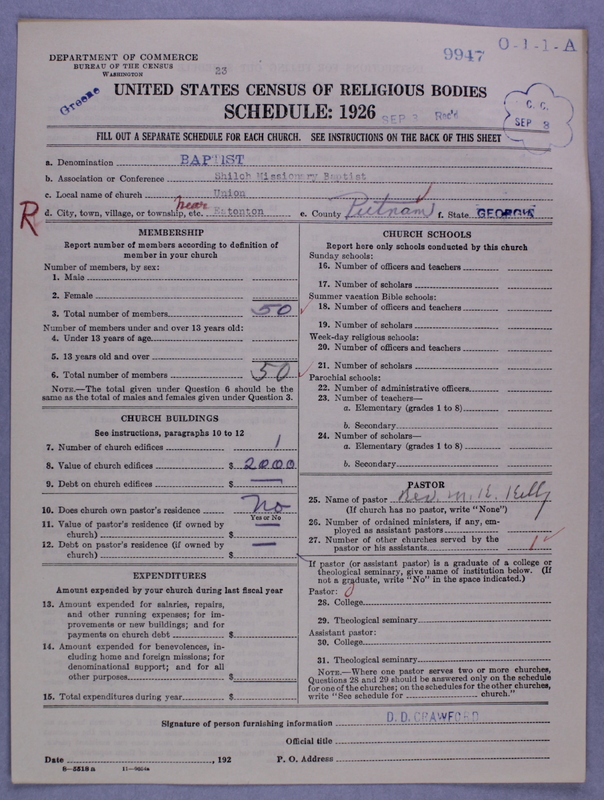 9947 O-1-1-A
DEPARTMENT OF COMMERCE
BUREAU OF THE CENSUS
WASHINGTON
23
Greene
UNITED STATES CENSUS OF RELIGIOUS BODIES
SCHEDULE: 1926
SEP 3 Rec'd
C. C.
SEP 3
FILL OUT A SEPARATE SCHEDULE FOR EACH CHURCH. SEE INSTRUCTIONS ON THE BACK OF THIS SHEET
a. Denomination BAPTIST
b. Association or Conference Shiloh Missionary Baptist
c. Local name of church Union
R d. City, town, village, or township, etc. near Eatonton e. County Putnam f. State GEORGIA
MEMBERSHIP
Report number of members according to definition of
member in your church
Number of members, by sex:
1. Male
2. Female
3. Total number of members 50
Number of members under and over 13 years old:
4. Under 13 years of age
5. 13 years old and over
6. Total number of members 50
NOTE.—The total given under Question 6 should be the
same as the total of males and females given under Question 3.
CHURCH BUILDINGS
See instructions, paragraphs 10 to 12
7. Number of church edifices 1
8. Value of church edifices $ 2000
9. Debt on church edifices $ —
10. Does church own pastor's residence No
Yes or No
11. Value of pastor's residence (if owned by
church) $ —
12. Debt on pastor's residence (if owned by
church) $ —
EXPENDITURES
Amount expended by your church during last fiscal year
13. Amount expended for salaries, repairs,
and other running expenses; for im-
provements or new buildings; and for
payments on church debt $
14. Amount expended for benevolences, in-
cluding home and foreign missions; for
denominational support; and for all
other purposes $
15. Total expenditures during year $
CHURCH SCHOOLS
Report here only schools conducted by this church
Sunday schools:
16. Number of officers and teachers
17. Number of scholars
Summer vacation Bible schools:
18. Number of officers and teachers
19. Number of scholars
Week-day religious schools:
20. Number of officers and teachers
21. Number of scholars
Parochial schools:
22. Number of administrative officers
23. Number of teachers—
a. Elementary (grades 1 to 8)
b. Secondary
24. Number of scholars—
a. Elementary (grades 1 to 8)
b. Secondary
PASTOR
25. Name of pastor Rev. M. K. Kelly
(If church has no pastor, write "None")
26. Number of ordained ministers, if any, em-
ployed as assistant pastors
27. Number of other churches served by the
pastor or his assistants 1
If pastor (or assistant pastor) is a graduate of a college or
theological seminary, give name of institution below. (If
not a graduate, write "No" in the space indicated.)
Pastor:
28. College
29. Theological seminary
Assistant pastor:
30. College
31. Theological seminary
NOTE.—Where one pastor serves two or more churches,
Questions 28 and 29 should be answered only on the schedule
for one of the churches; on the schedules for the other churches,
write "See schedule for church."
Signature of person furnishing information D. D. CRAWFORD
Official title
Date , 192 P. O. Address
8-5518a